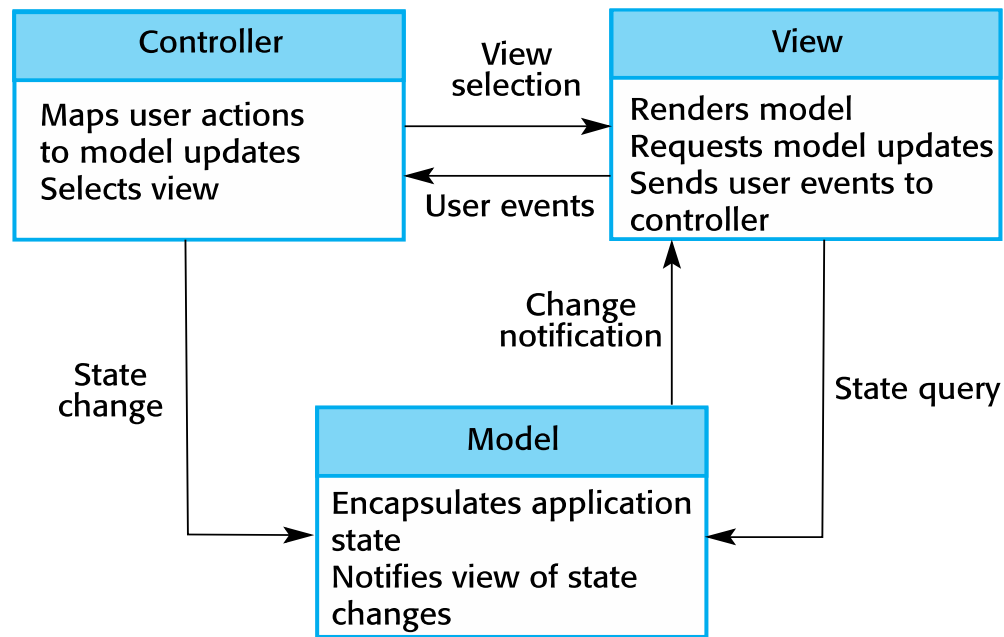 Controller
Maps user actions
to model updates
Selects view
View
selection
User events
View
Renders model
Requests model updates
Sends user events to
controller
State
change
Change
notification
State query
Model
Encapsulates application
state
Notifies view of state
changes